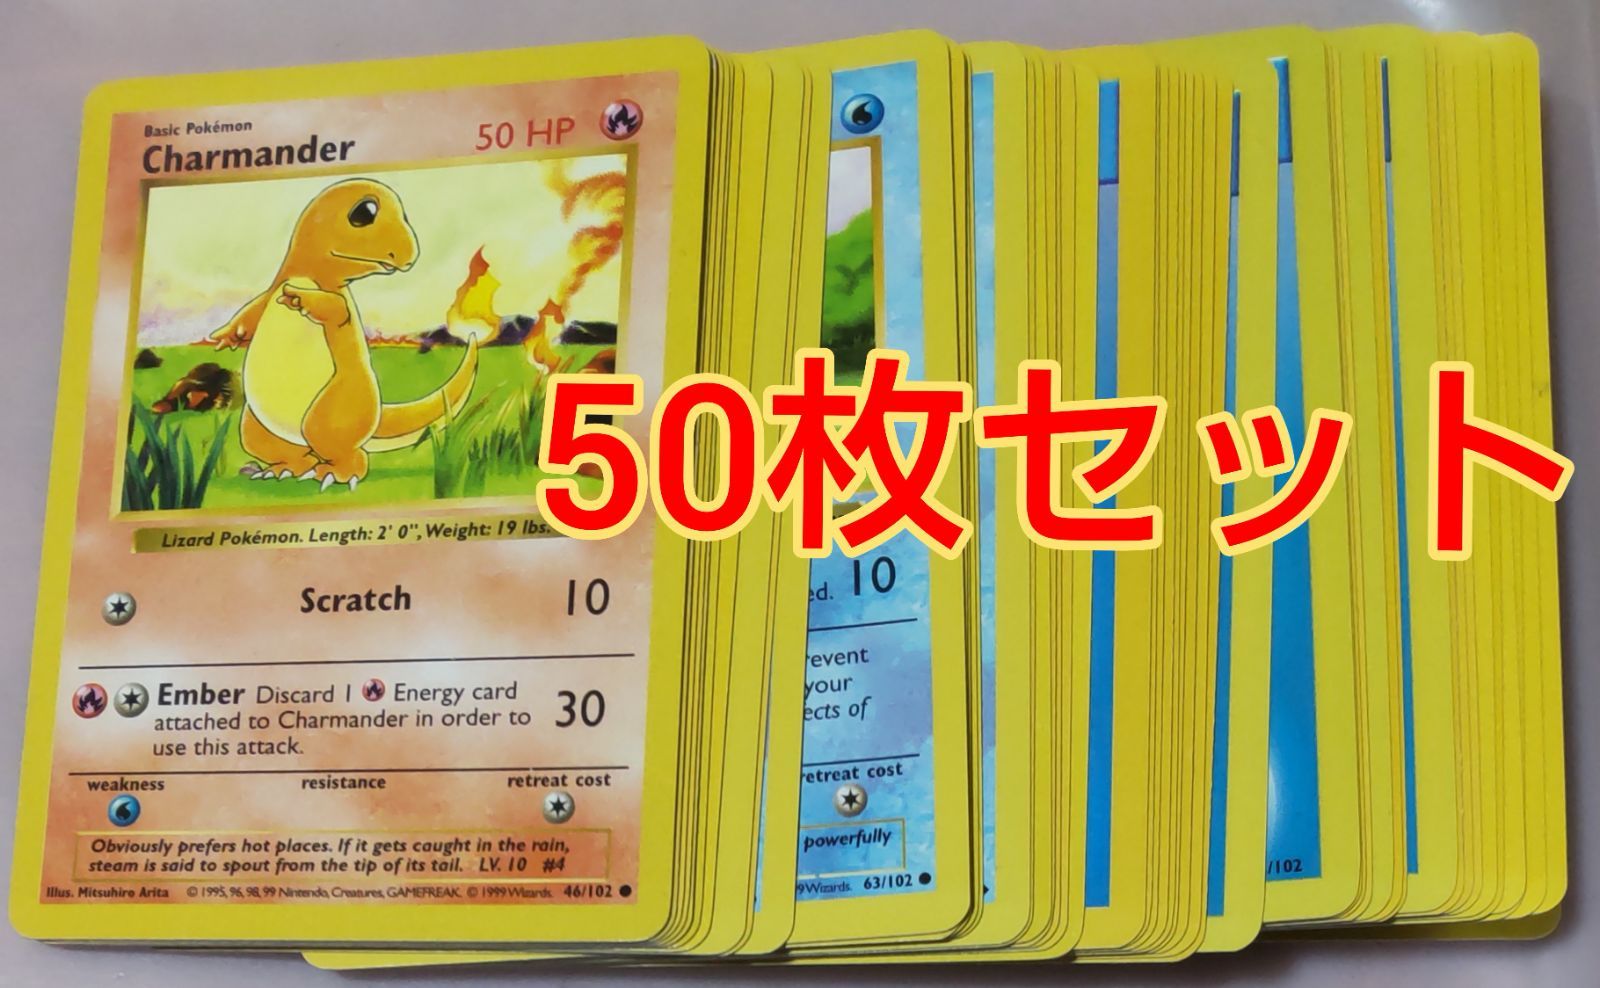 Basic Pokémon
Charmander
50 HP
50枚セット
Lizard Pokémon. Length: 2' 0", Weight: 19 lbs.
Scratch 10
Ember Discard 1 Energy card
attached to Charmander in order to
use this attack.
30
weakness resistance retreat cost
Obviously prefers hot places. If it gets caught in the rain,
steam is said to spout from the tip of its tail. LV. 10 #4
Illus. Mitsuhiro Arita © 1995, 96, 98, 99 Nintendo, Creatures, GAMEFREAK. © 1999 Wizards. 46/102
ed. 10
revent
your
ects of
retreat cost
powerfully
9 Wizards. 63/102
/102